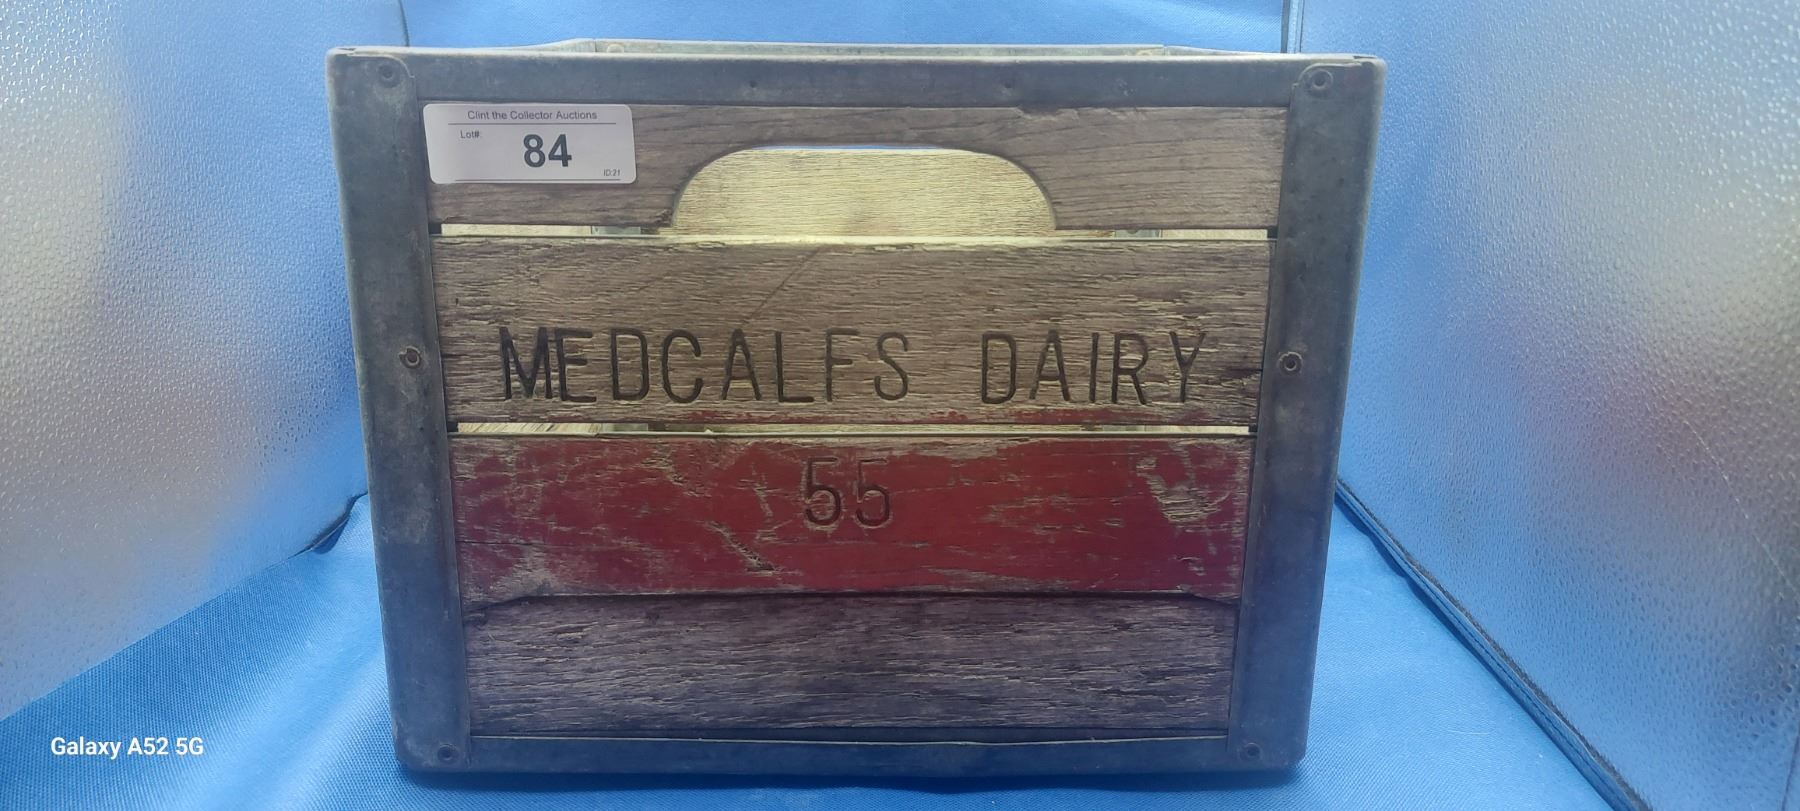 Clint the Collector Auctions
Lot#:
84
ID:21
MEDCALFS DAIRY
55
Galaxy A52 5G